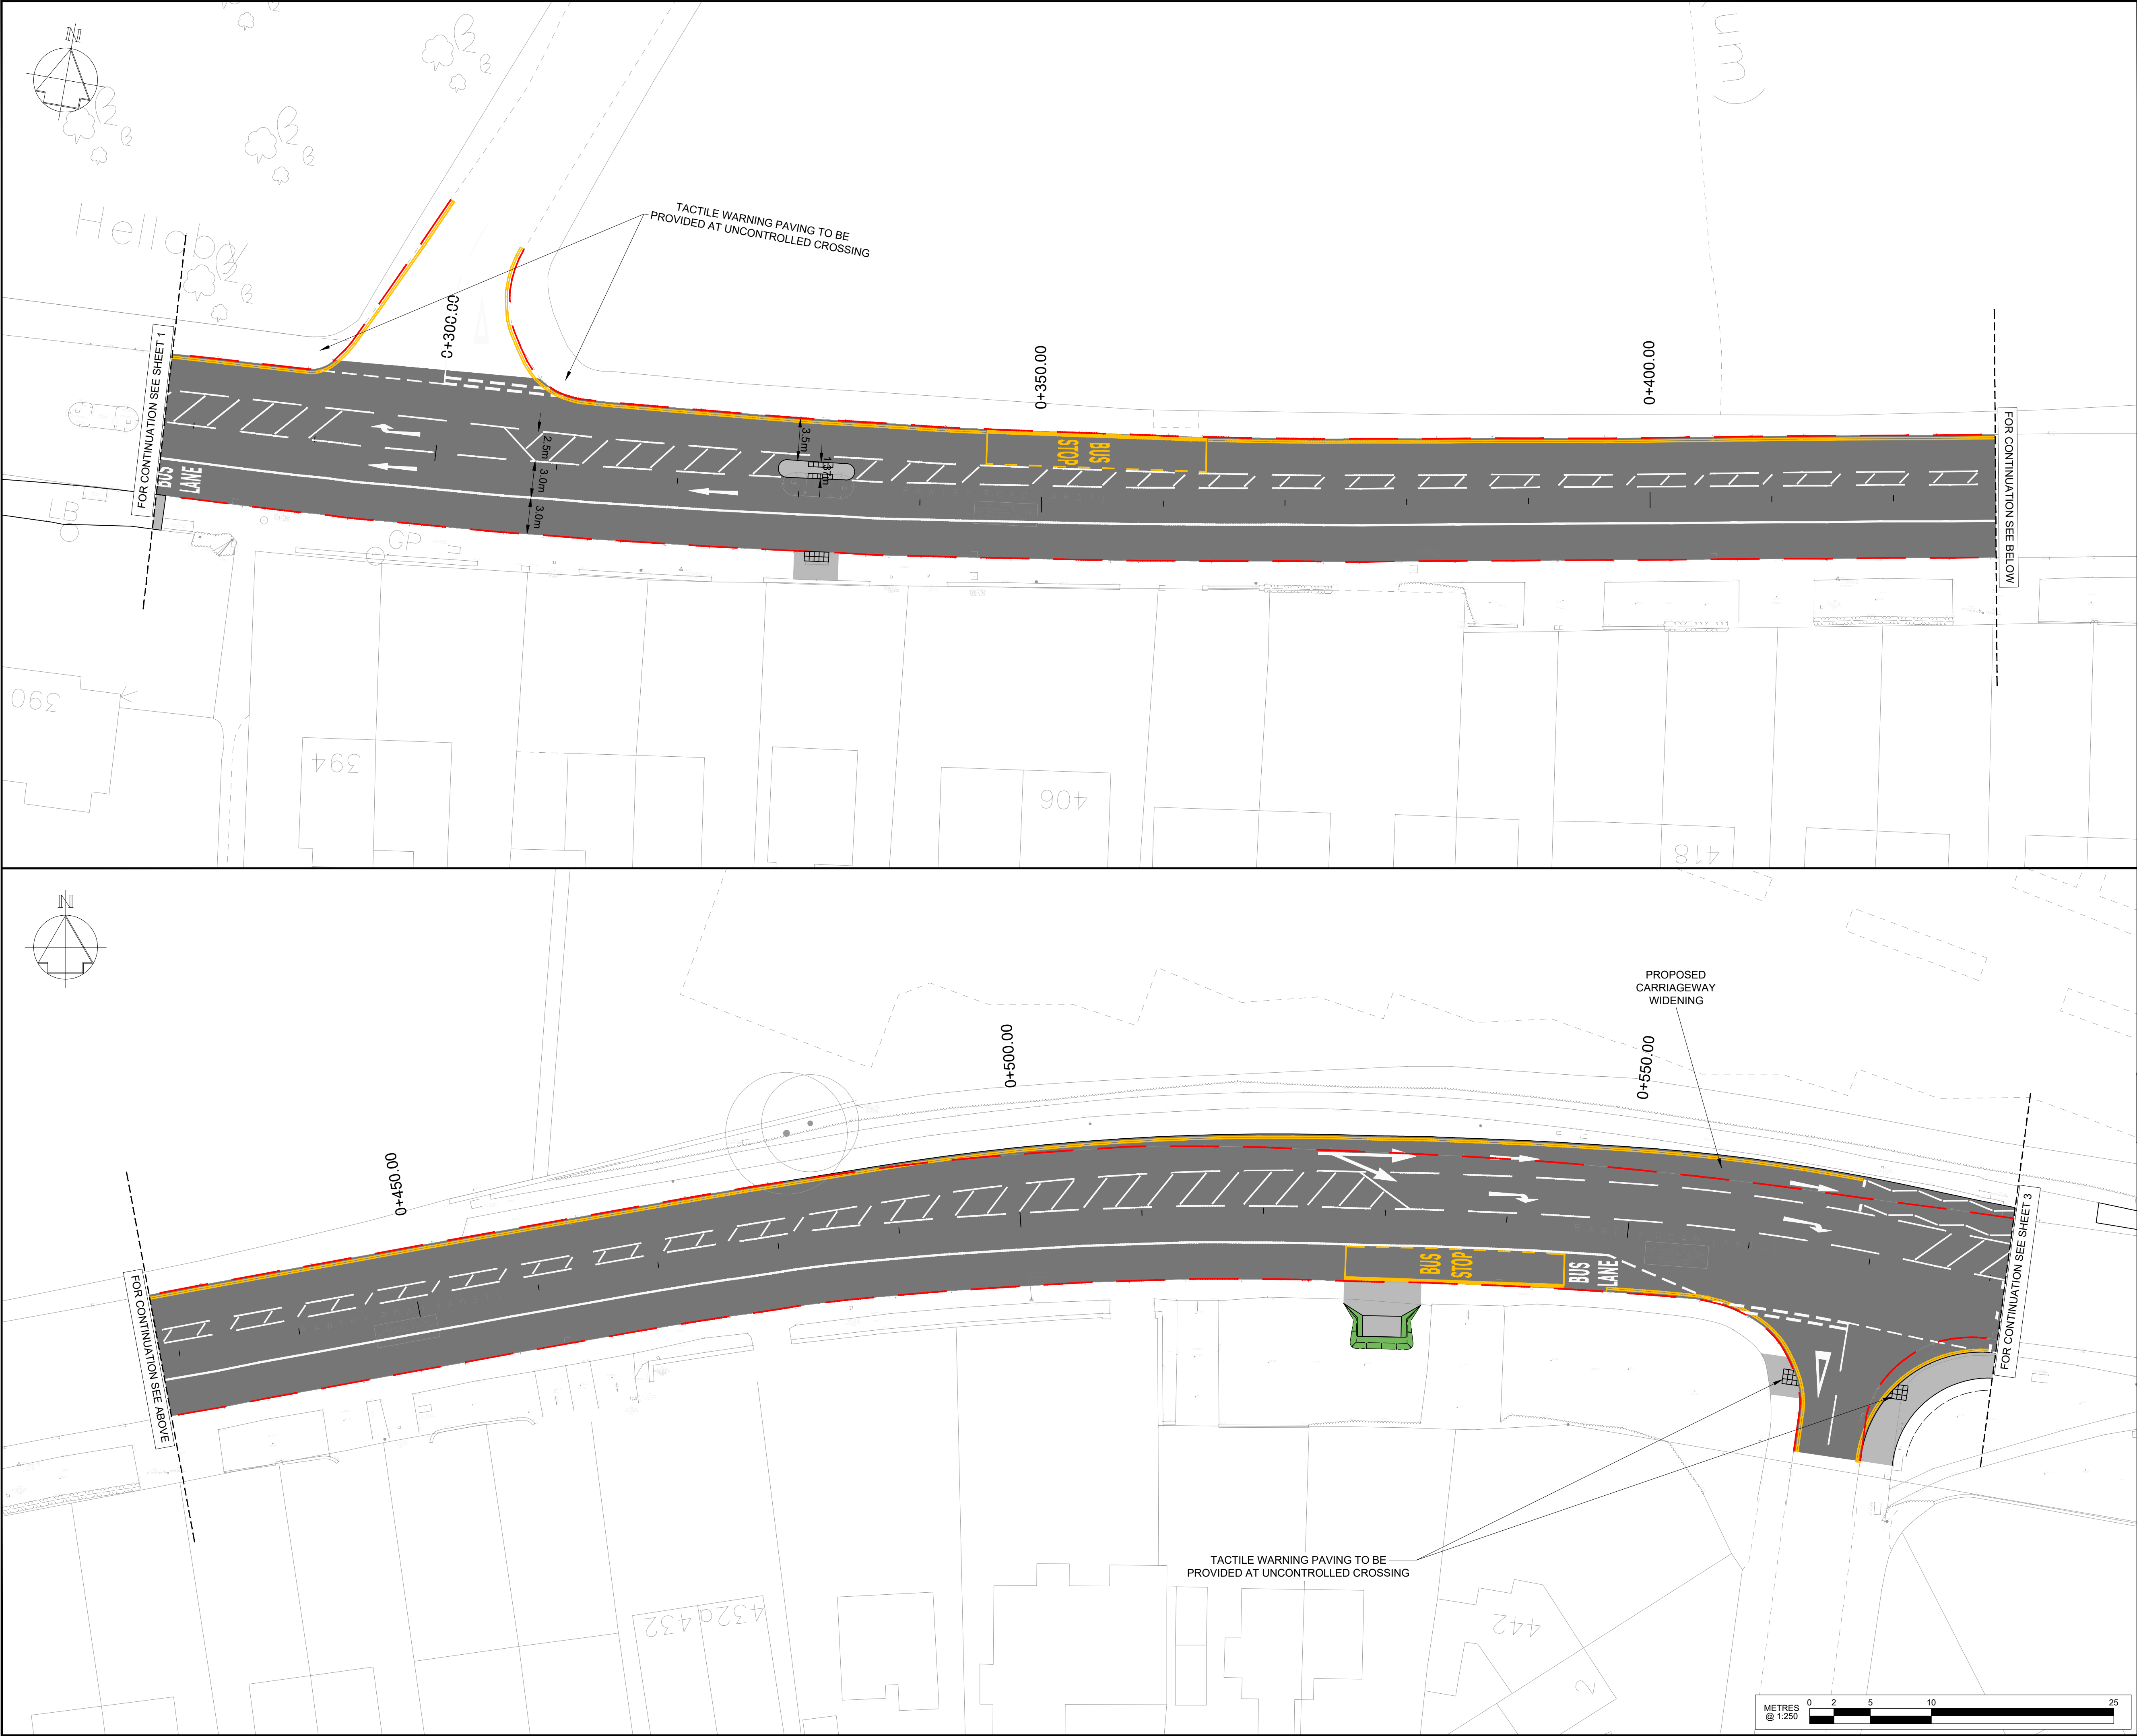 N
Hellaby
TACTILE WARNING PAVING TO BE
PROVIDED AT UNCONTROLLED CROSSING
FOR CONTINUATION SEE SHEET 1
0+300.00
0+350.00
0+400.00
FOR CONTINUATION SEE BELOW
BUS
LANE
2.5m
3.0m
3.0m
3.5m
BUS
STOP
LB
GP
390
394
406
418
N
PROPOSED
CARRIAGEWAY
WIDENING
0+450.00
0+500.00
0+550.00
FOR CONTINUATION SEE ABOVE
FOR CONTINUATION SEE SHEET 3
BUS
STOP
BUS
LANE
TACTILE WARNING PAVING TO BE
PROVIDED AT UNCONTROLLED CROSSING
432
432a
442
2
METRES
@ 1:250
0 2 5 10 25